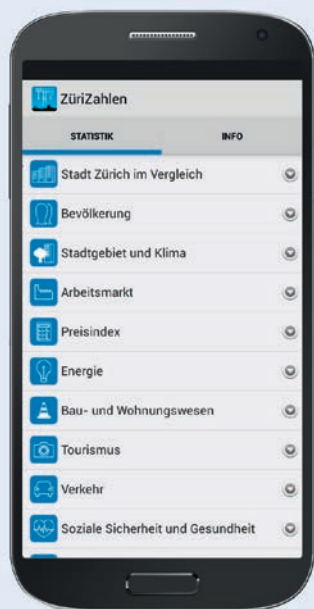 ZüriZahlen
STATISTIK INFO
Stadt Zürich im Vergleich
Bevölkerung
Stadtgebiet und Klima
Arbeitsmarkt
Preisindex
Energie
Bau- und Wohnungswesen
Tourismus
Verkehr
Soziale Sicherheit und Gesundheit